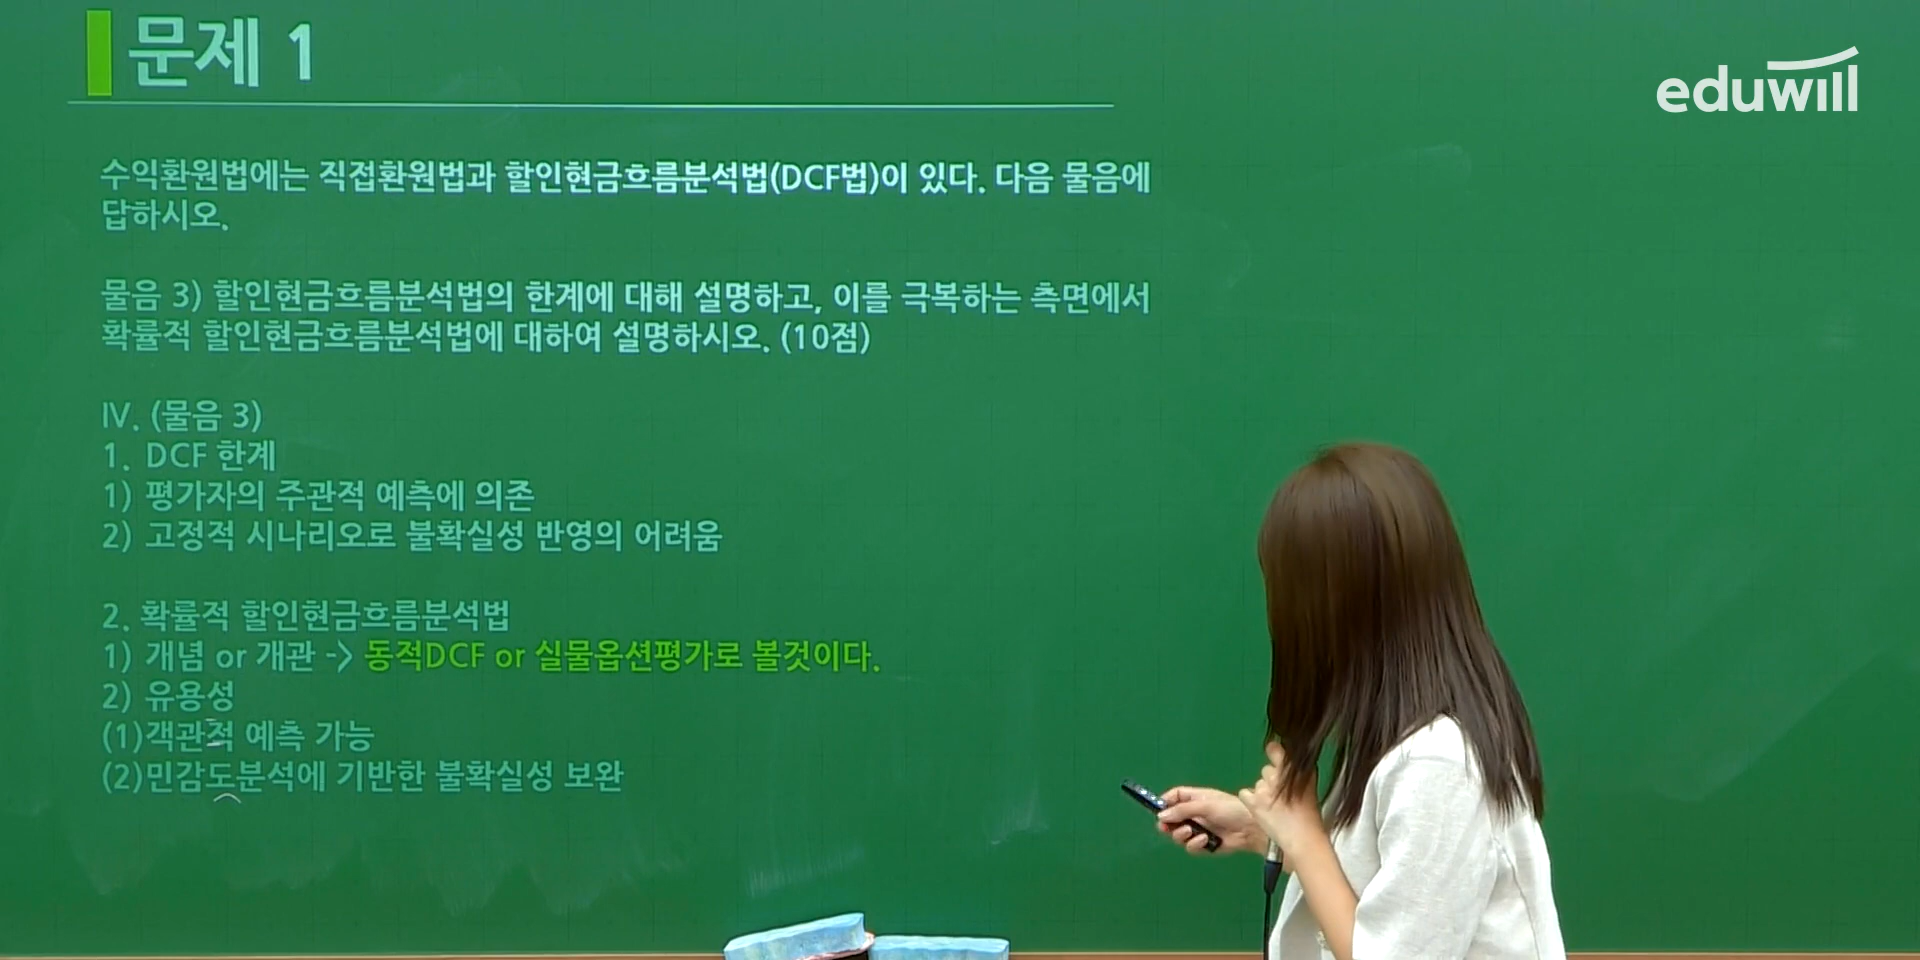 문제 1
eduwill
수익환원법에는 직접환원법과 할인현금흐름분석법(DCF법)이 있다. 다음 물음에
답하시오.
물음 3) 할인현금흐름분석법의 한계에 대해 설명하고, 이를 극복하는 측면에서
확률적 할인현금흐름분석법에 대하여 설명하시오. (10점)
Ⅳ. (물음 3)
1. DCF 한계
1) 평가자의 주관적 예측에 의존
2) 고정적 시나리오로 불확실성 반영의 어려움
2. 확률적 할인현금흐름분석법
1) 개념 or 개관 -> 동적DCF or 실물옵션평가로 볼것이다.
2) 유용성
(1)객관적 예측 가능
(2)민감도분석에 기반한 불확실성 보완